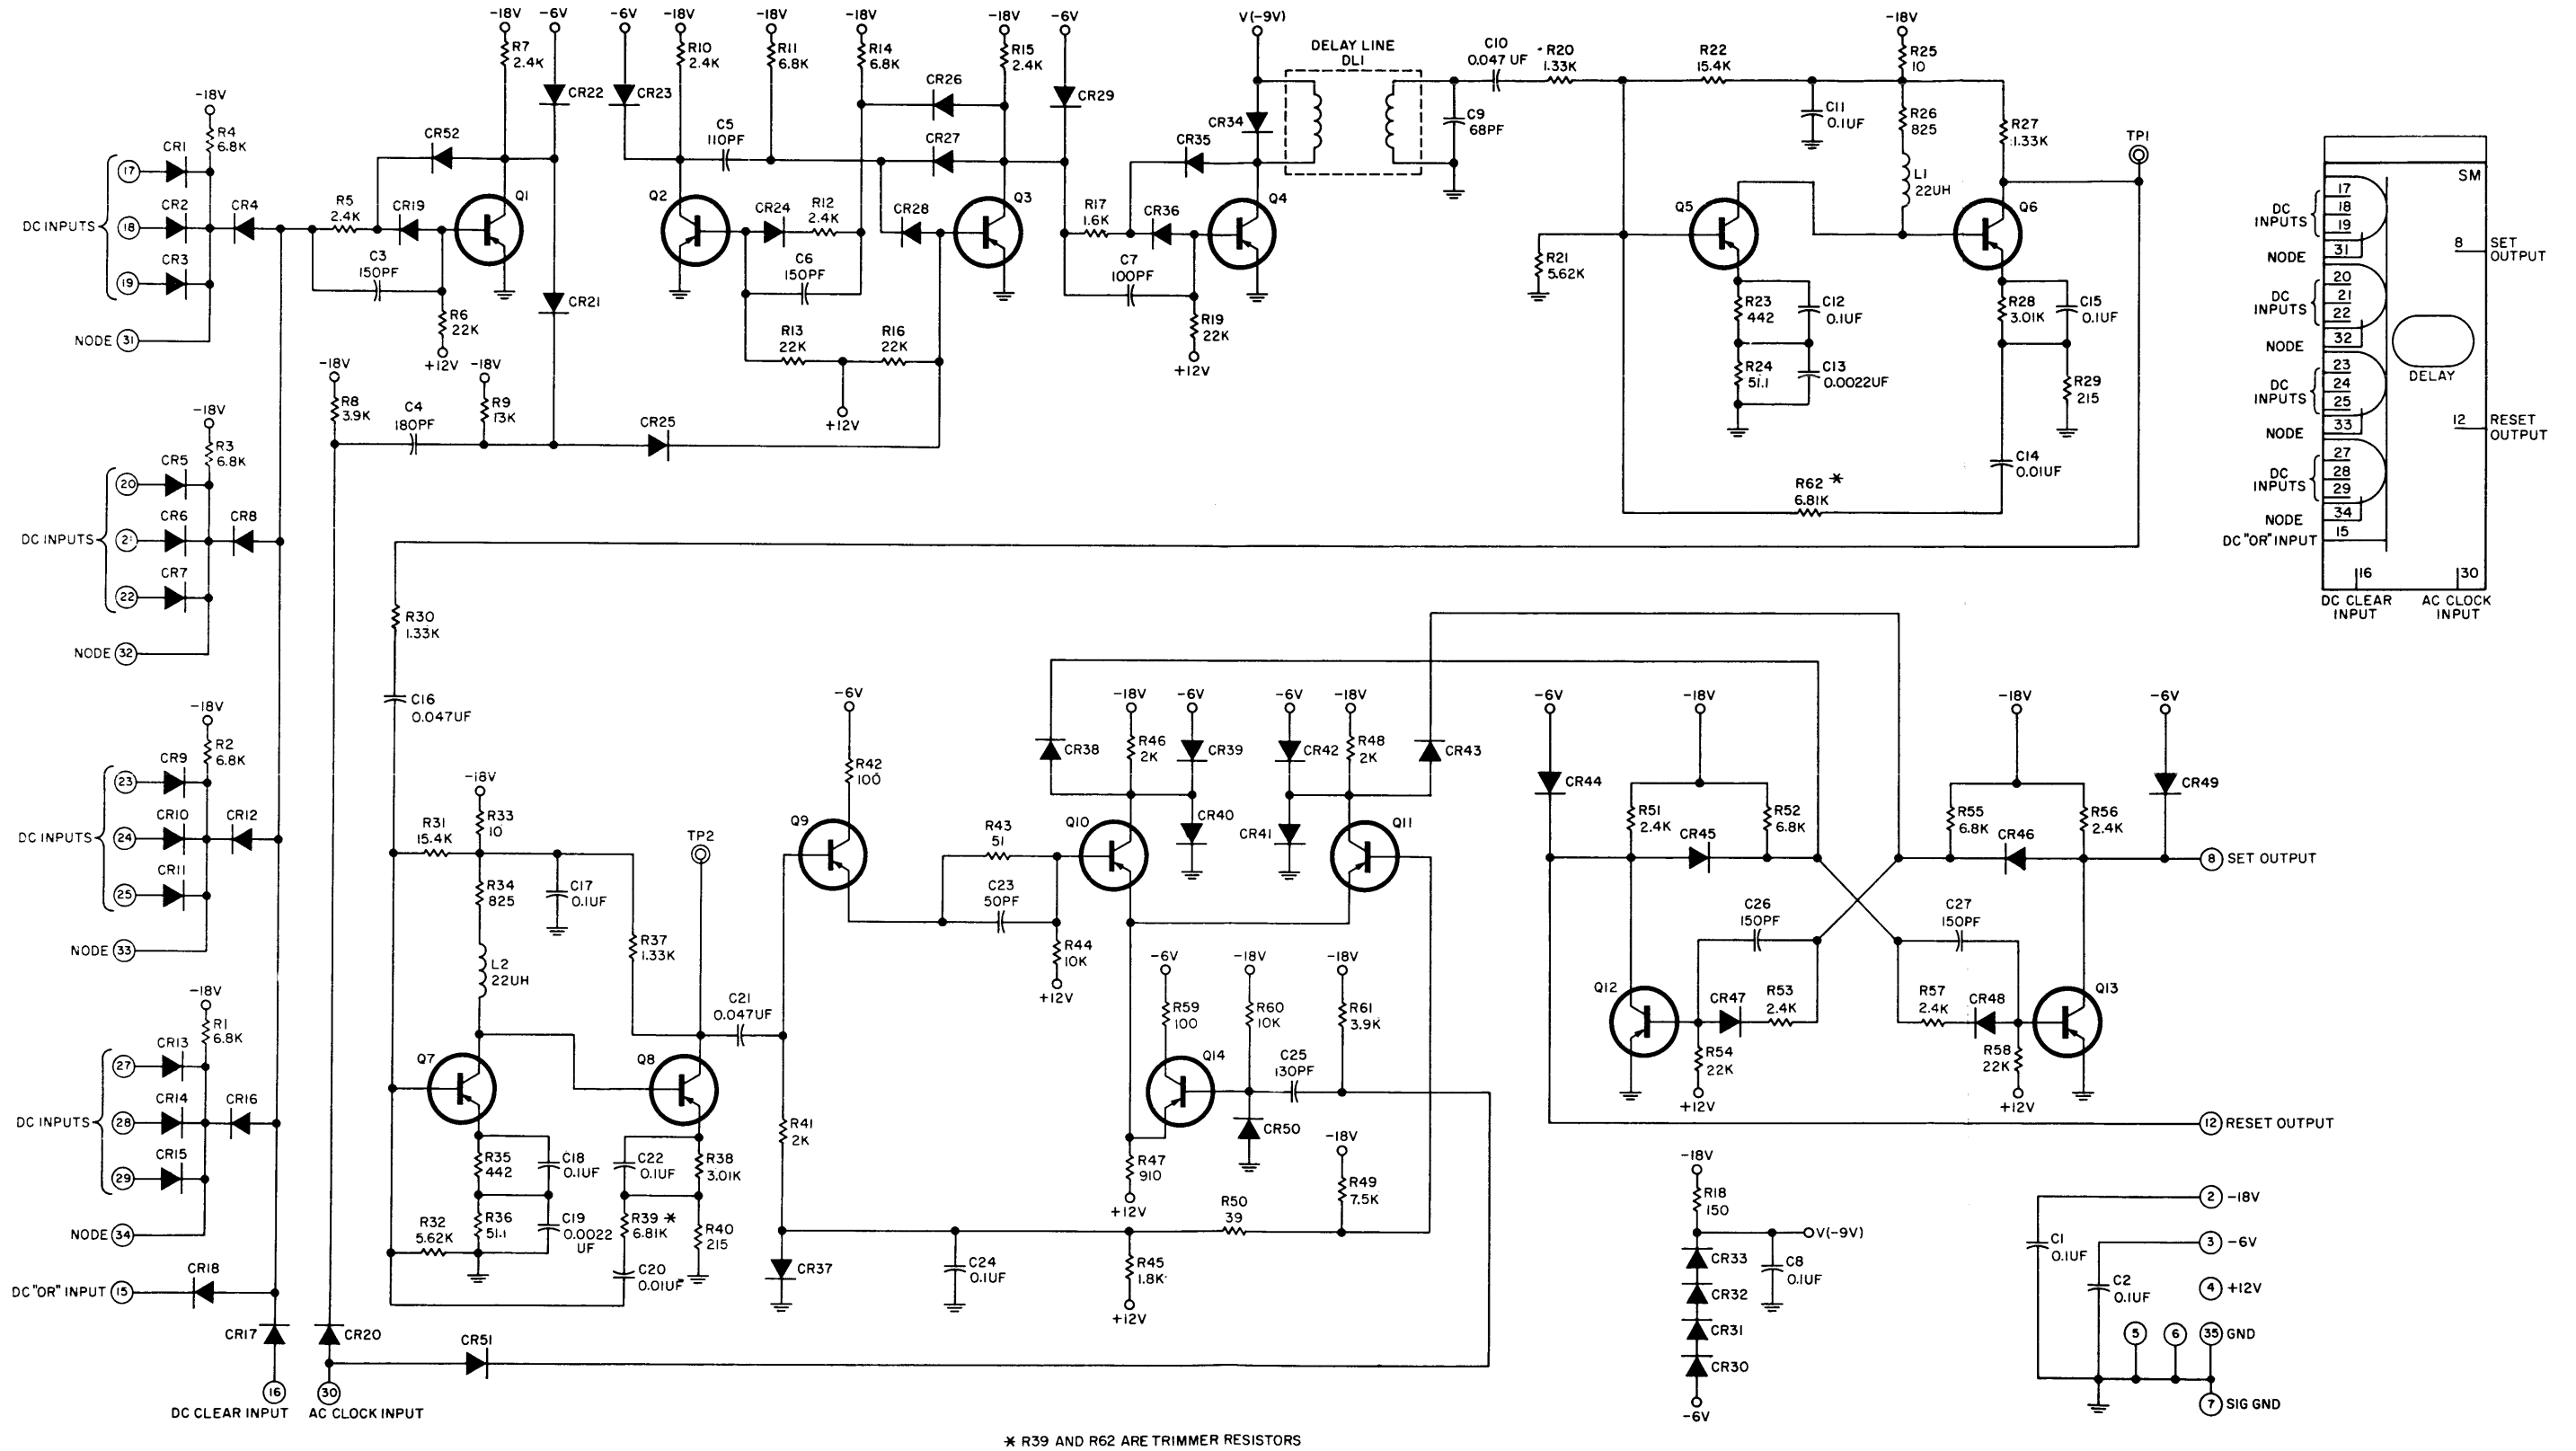 -18V
-6V
-6V
-18V
-18V
-18V
-18V
-6V
V(-9V)
-18V
R7
2.4K
CR22
CR23
R10
2.4K
R11
6.8K
R14
6.8K
CR26
R15
2.4K
CR29
DELAY LINE
DL1
C10
0.047 UF
R20
1.33K
R22
15.4K
R25
10
-18V
R4
6.8K
CR1
17
CR52
C5
110PF
CR27
CR35
CR34
C9
68PF
C11
0.1UF
R26
825
R27
1.33K
TP1
DC INPUTS
CR2
18
CR4
R5
2.4K
CR19
Q1
Q2
CR24
R12
2.4K
CR28
Q3
R17
1.6K
CR36
Q4
L1
22UH
Q5
Q6
CR3
19
C3
150PF
CR21
C6
150PF
C7
100PF
R21
5.62K
R23
442
C12
0.1UF
R28
3.01K
C15
0.1UF
NODE 31
R6
22K
+12V
R13
22K
R16
22K
+12V
R19
22K
+12V
R24
51.1
C13
0.0022UF
R29
215
-18V
R8
3.9K
C4
180PF
-18V
R9
13K
CR25
C14
0.01UF
R62 *
6.81K
-18V
R3
6.8K
CR5
20
DC INPUTS
CR6
21
CR8
CR7
22
NODE 32
SM
DC
INPUTS
17
18
19
NODE
31
DC
INPUTS
20
21
22
NODE
32
DC
INPUTS
23
24
25
NODE
33
DC
INPUTS
27
28
29
NODE
34
DC "OR" INPUT
15
DELAY
8
SET
OUTPUT
12
RESET
OUTPUT
16
30
DC CLEAR
INPUT
AC CLOCK
INPUT
R30
1.33K
C16
0.047UF
-18V
R2
6.8K
CR9
23
DC INPUTS
CR10
24
CR12
CR11
25
NODE 33
-18V
R33
10
R31
15.4K
R34
825
C17
0.1UF
L2
22UH
R37
1.33K
TP2
C21
0.047UF
-6V
R42
100
Q9
R43
51
C23
50PF
R44
10K
+12V
CR38
-18V
R46
2K
-6V
CR39
CR40
Q10
-6V
CR42
CR41
-18V
R48
2K
CR43
Q11
-6V
CR44
-18V
R51
2.4K
CR45
R52
6.8K
-18V
R55
6.8K
CR46
R56
2.4K
-6V
CR49
8 SET OUTPUT
C26
150PF
C27
150PF
Q12
CR47
R53
2.4K
R54
22K
+12V
R57
2.4K
CR48
R58
22K
+12V
Q13
12 RESET OUTPUT
-18V
R1
6.8K
CR13
27
DC INPUTS
CR14
28
CR16
CR15
29
NODE 34
Q7
Q8
R35
442
C18
0.1UF
C22
0.1UF
R38
3.01K
R32
5.62K
R36
51.1
C19
0.0022
UF
R39 *
6.81K
R40
215
C20
0.01UF
R41
2K
CR37
C24
0.1UF
-6V
R59
100
-18V
R60
10K
-18V
R61
3.9K
Q14
C25
130PF
CR50
R47
910
+12V
-18V
R49
7.5K
R50
39
R45
1.8K
+12V
DC "OR" INPUT 15
CR18
CR17
CR20
CR51
16
DC CLEAR INPUT
30
AC CLOCK INPUT
-18V
R18
150
V(-9V)
CR33
CR32
CR31
CR30
C8
0.1UF
-6V
2 -18V
3 -6V
4 +12V
C1
0.1UF
C2
0.1UF
5
6
35 GND
7 SIG GND
* R39 AND R62 ARE TRIMMER RESISTORS